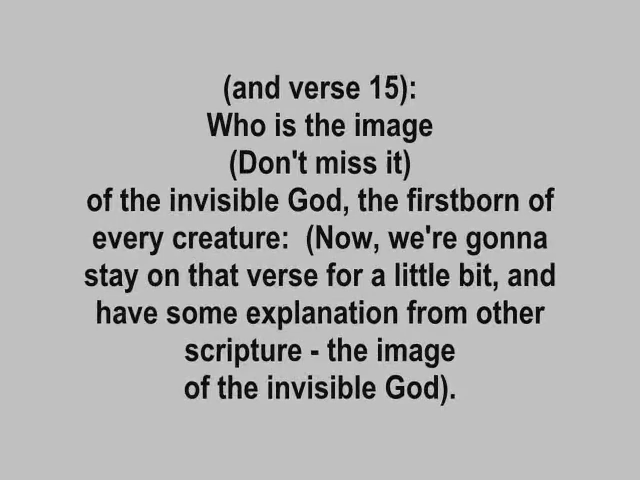 (and verse 15):
Who is the image
(Don't miss it)
of the invisible God, the firstborn of
every creature:  (Now, we're gonna
stay on that verse for a little bit, and
have some explanation from other
scripture - the image
of the invisible God).